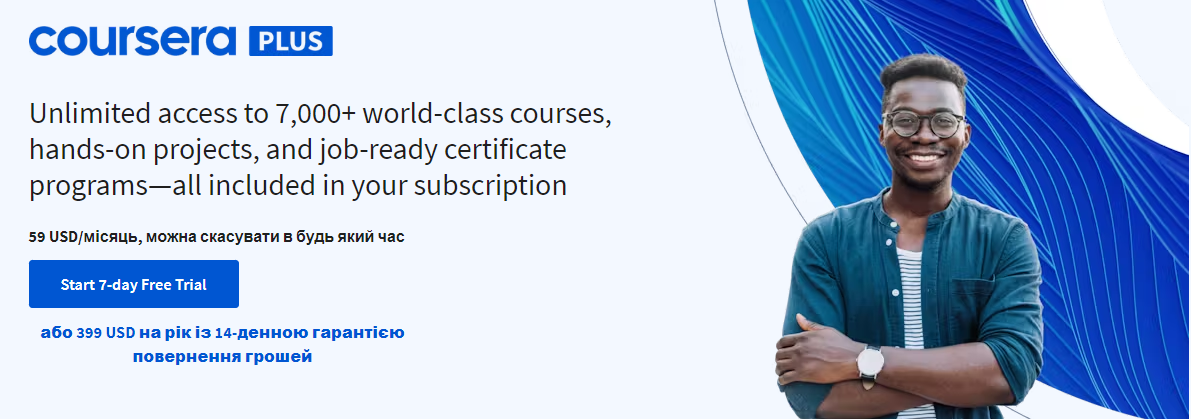 coursera PLUS
Unlimited access to 7,000+ world-class courses,
hands-on projects, and job-ready certificate
programs—all included in your subscription
59 USD/місяць, можна скасувати в будь який час
Start 7-day Free Trial
або 399 USD на рік із 14-денною гарантією
повернення грошей